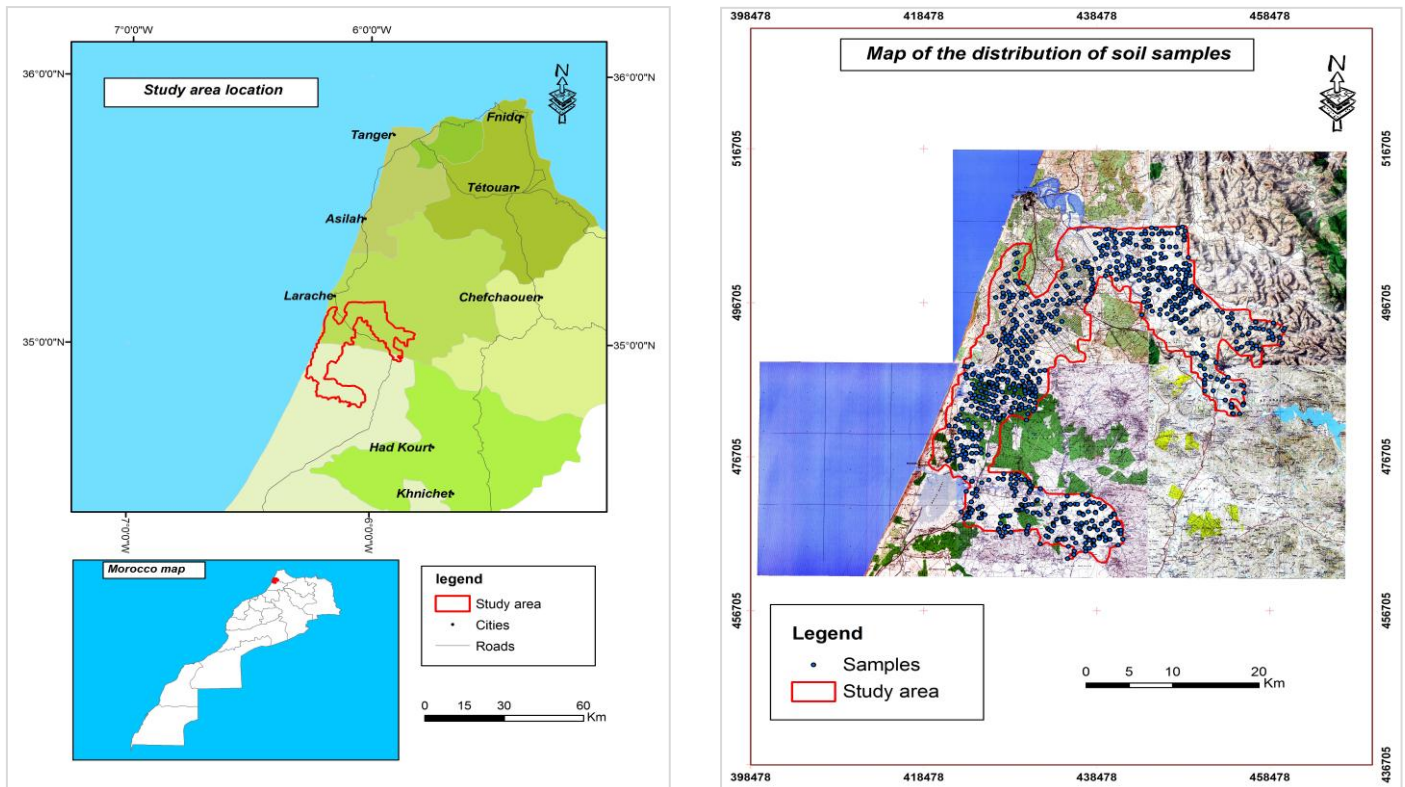 7°0'0"W
6°0'0"W
36°0'0"N
36°0'0"N
Study area location
N
Fnidq
Tanger
Tétouan
Asilah
Larache
Chefchaouen
35°0'0"N
35°0'0"N
Had Kourt
Khnichet
7°0'0"W
6°0'0"W
Morocco map
legend
Study area
Cities
Roads
0 15 30 60
Km
398478 418478 438478 458478
Map of the distribution of soil samples
N
516705
516705
496705
496705
476705
476705
456705
456705
436705
Legend
Samples
Study area
0 5 10 20
Km
398478 418478 438478 458478